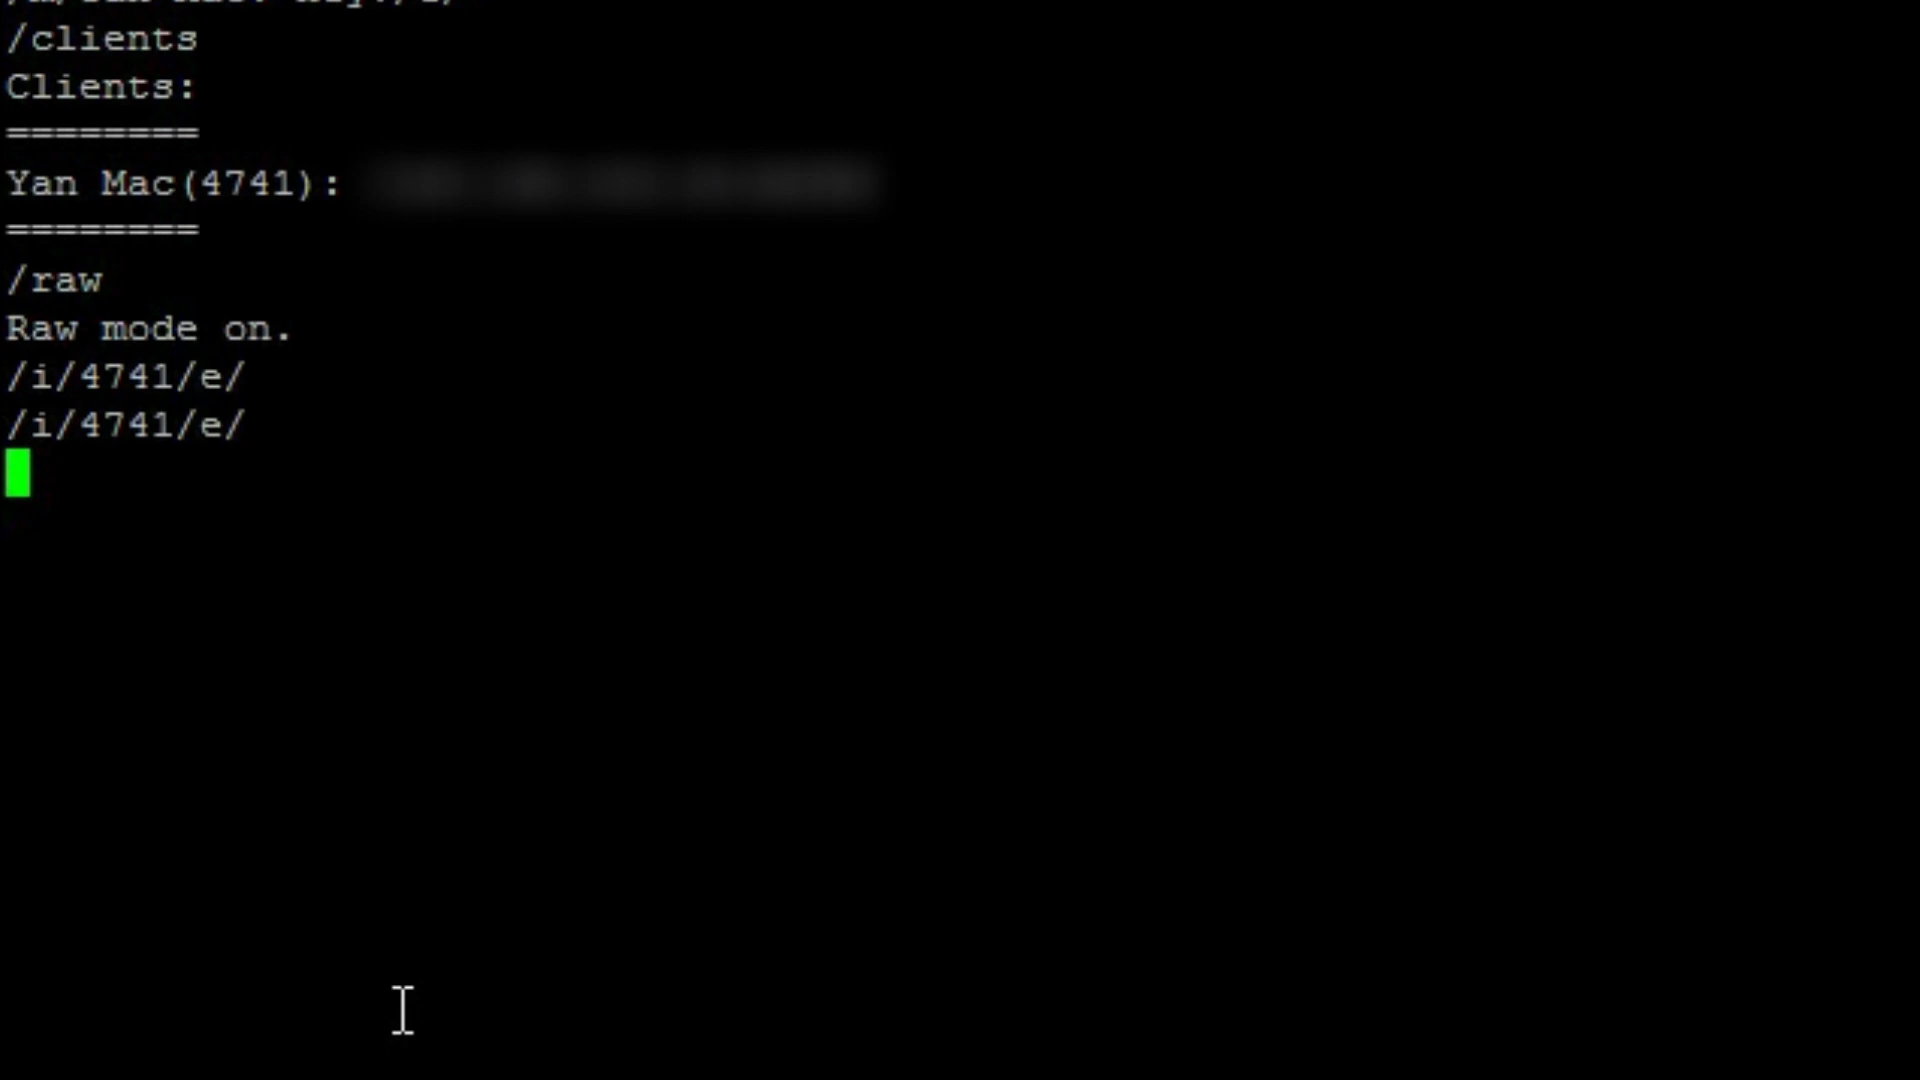 /clients
Clients:
========
Yan Mac(4741):
========
/raw
Raw mode on.
/i/4741/e/
/i/4741/e/